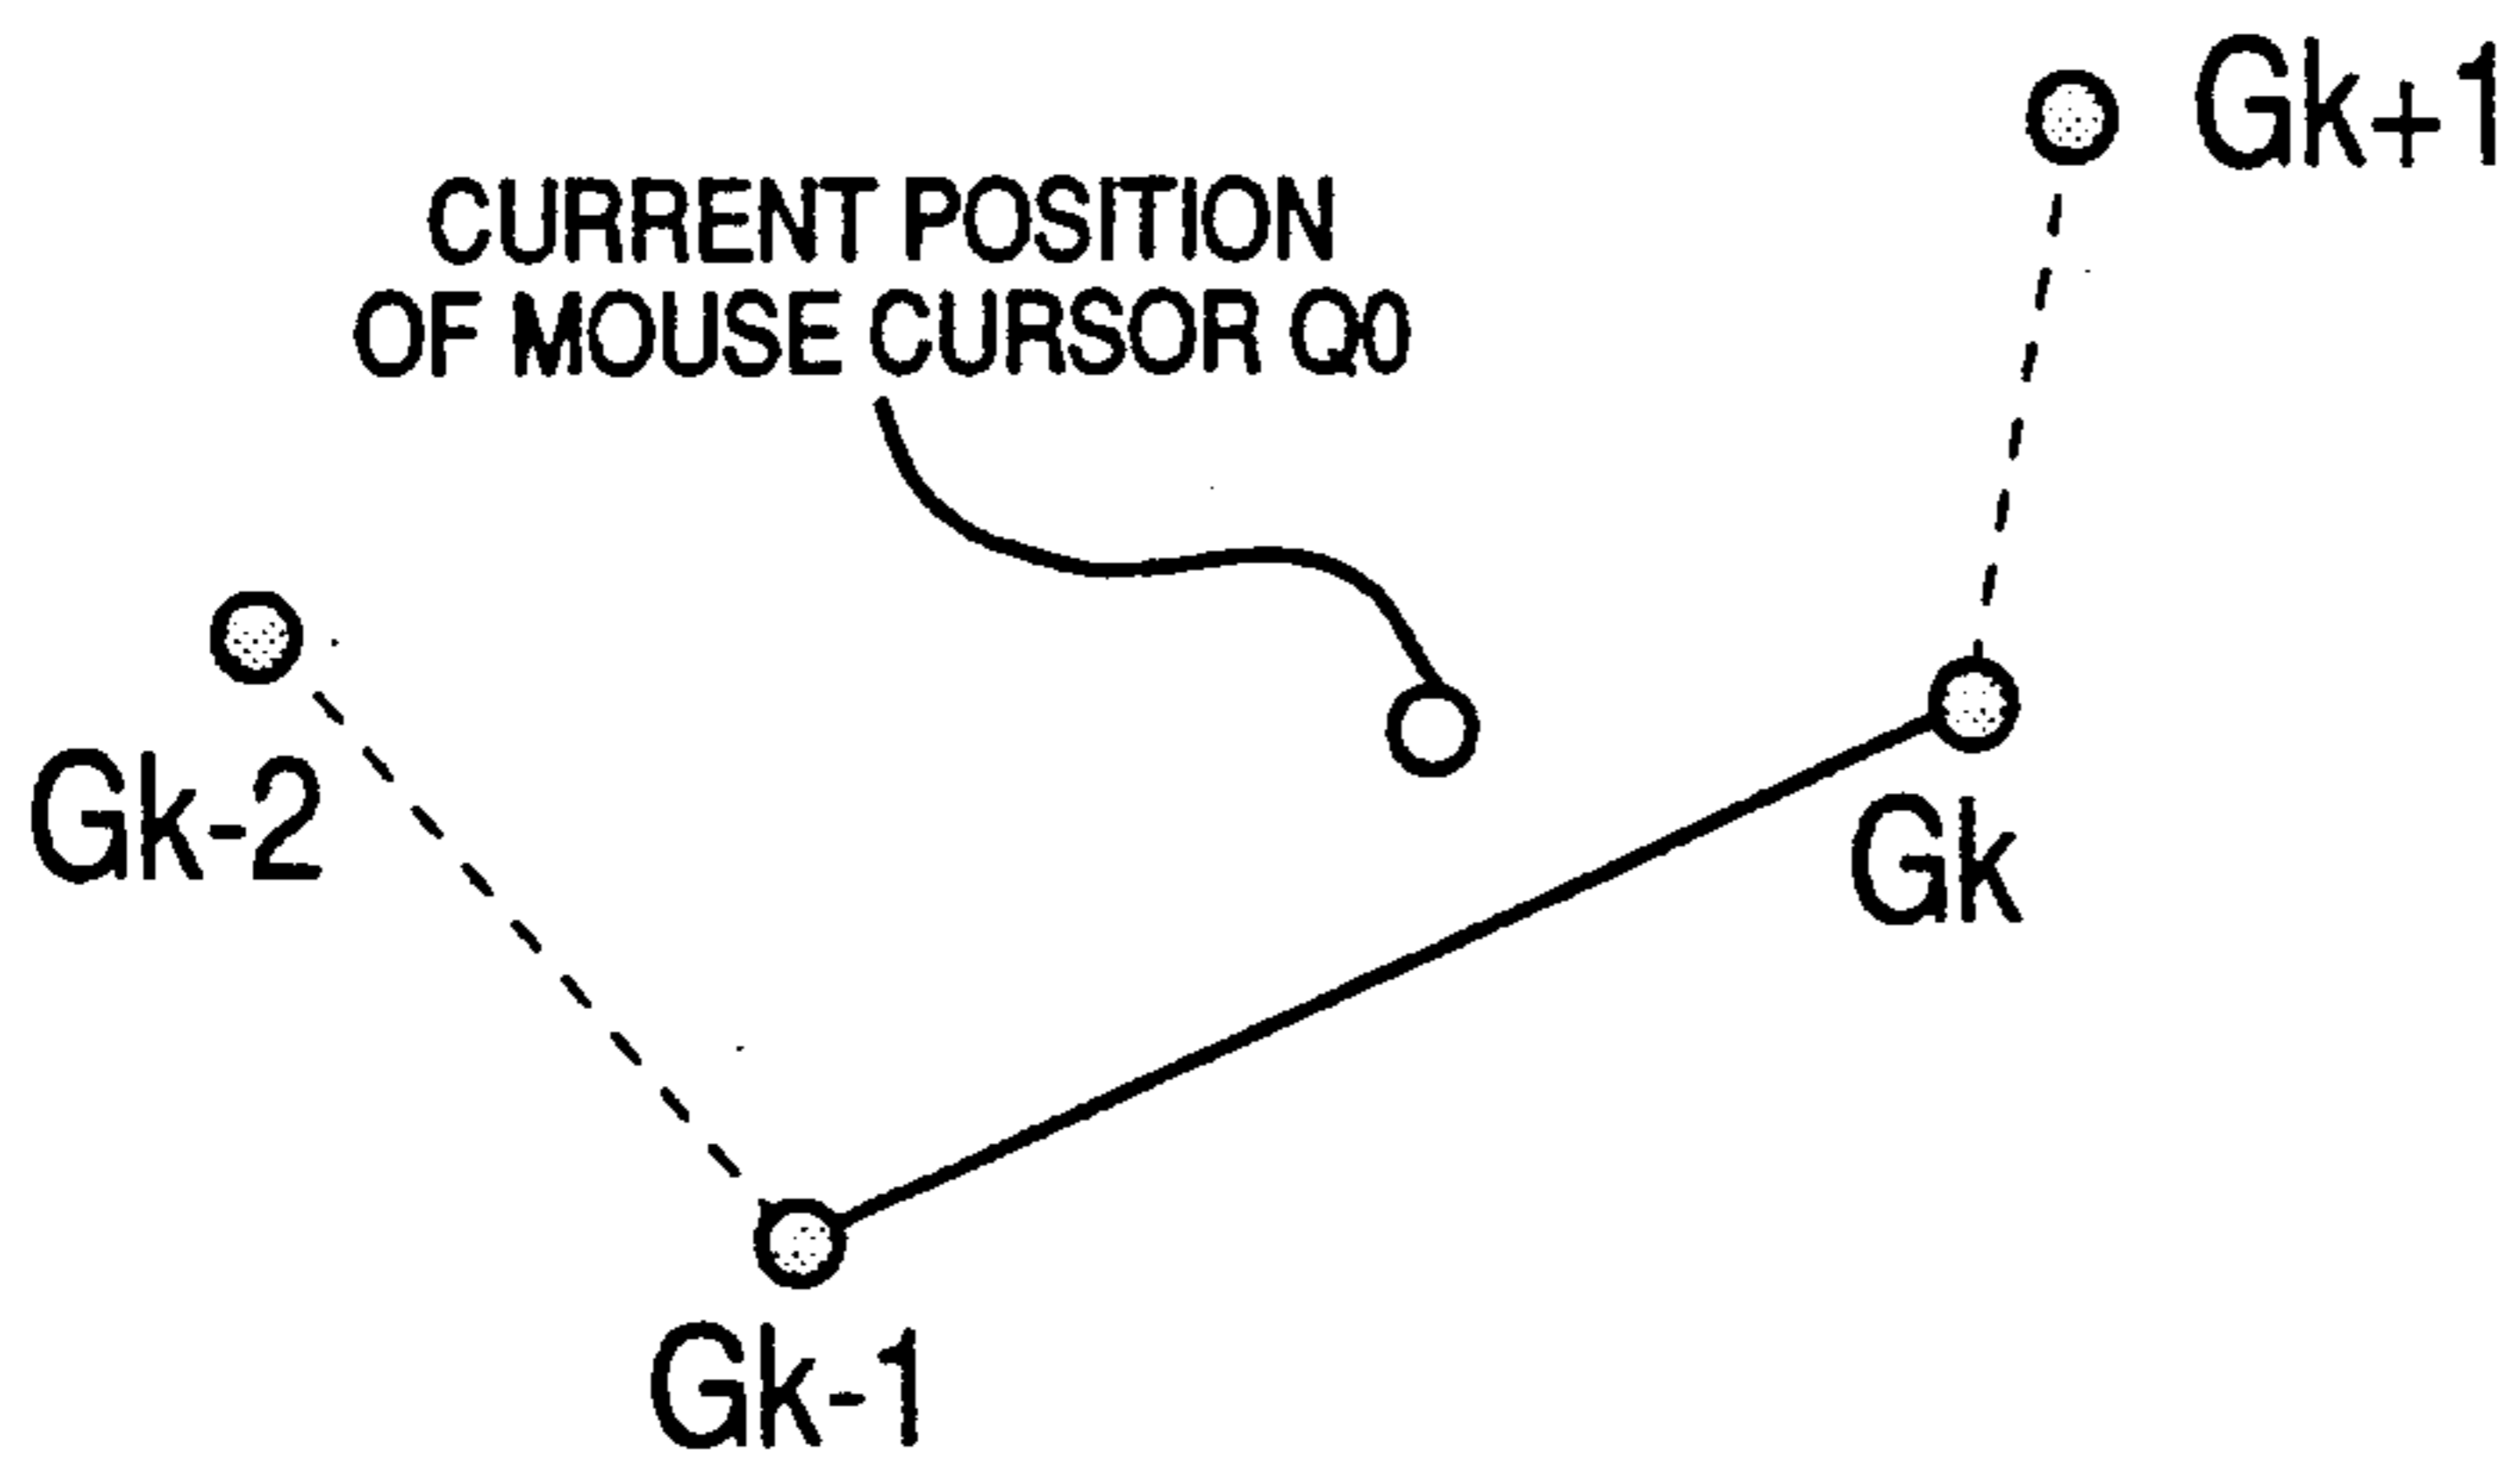 Gk+1
CURRENT POSITION
OF MOUSE CURSOR Q0
Gk-2
Gk
Gk-1